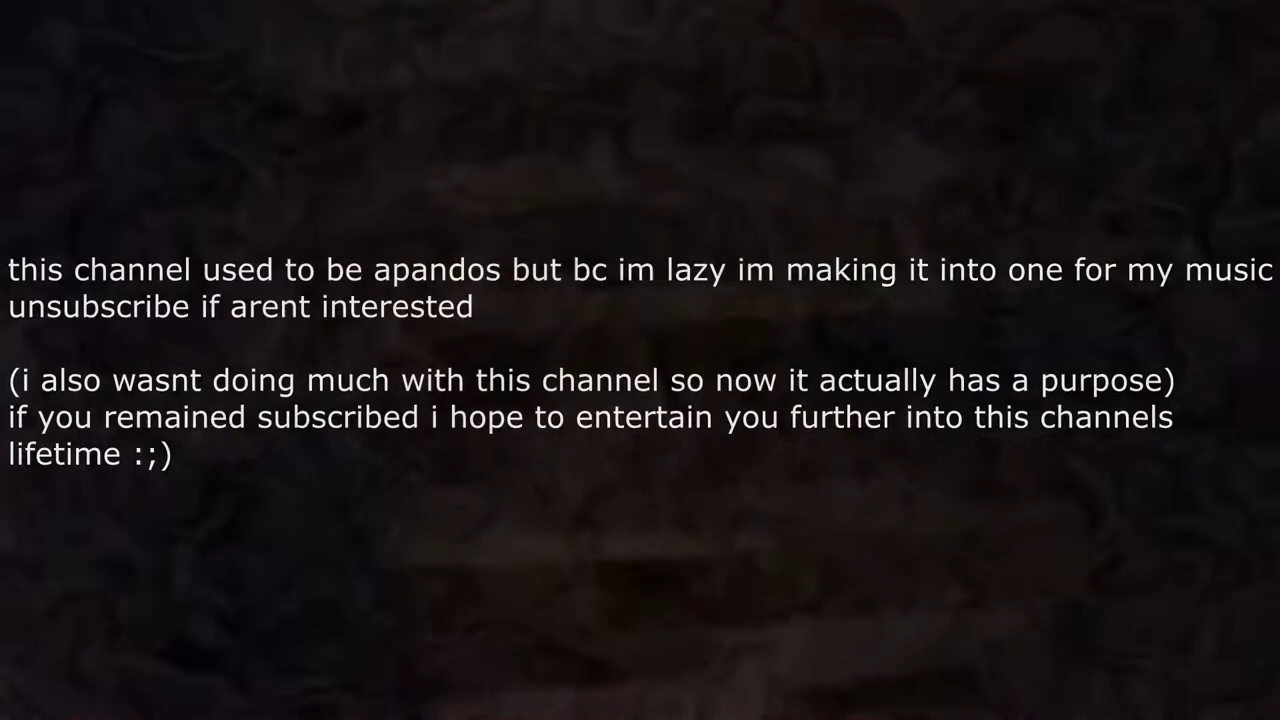 this channel used to be apandos but bc im lazy im making it into one for my music
unsubscribe if arent interested
(i also wasnt doing much with this channel so now it actually has a purpose)
if you remained subscribed i hope to entertain you further into this channels
lifetime :;)